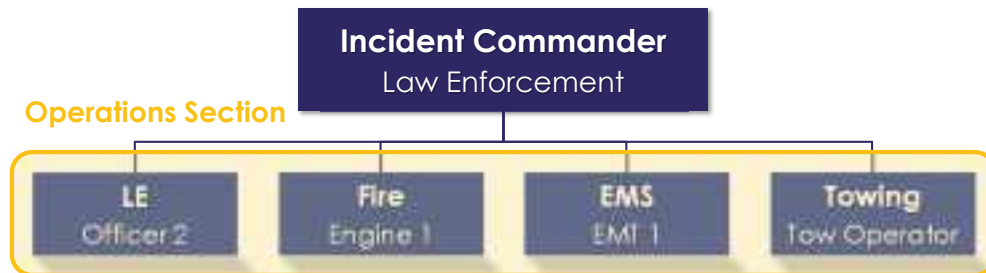 Incident Commander
Law Enforcement
Operations Section
LE
Officer 2
Fire
Engine 1
EMS
EMT 1
Towing
Tow Operator